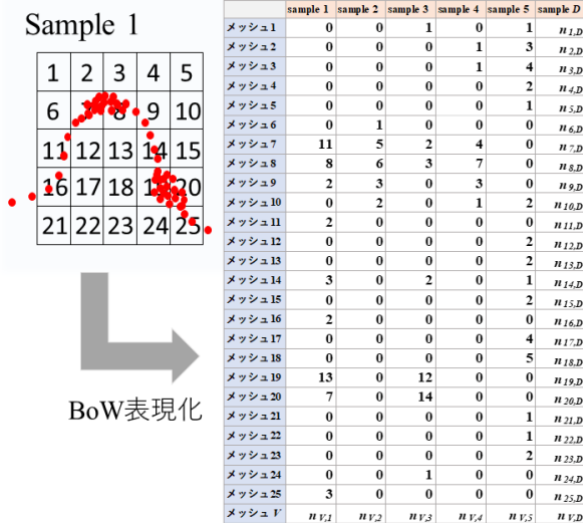 Sample 1
1 2 3 4 5
6 7 8 9 10
11 12 13 14 15
16 17 18 19 20
21 22 23 24 25
BoW表現化
sample 1 sample 2 sample 3 sample 4 sample 5 sample D
メッシュ1 0 0 1 0 1 n1,D
メッシュ2 0 0 0 1 3 n2,D
メッシュ3 0 0 0 1 4 n3,D
メッシュ4 0 0 0 0 2 n4,D
メッシュ5 0 0 0 0 1 n5,D
メッシュ6 0 1 0 0 0 n6,D
メッシュ7 11 5 2 4 0 n7,D
メッシュ8 8 6 3 7 0 n8,D
メッシュ9 2 3 0 3 0 n9,D
メッシュ10 0 2 0 1 2 n10,D
メッシュ11 2 0 0 0 0 n11,D
メッシュ12 0 0 0 0 2 n12,D
メッシュ13 0 0 0 0 2 n13,D
メッシュ14 3 0 2 0 1 n14,D
メッシュ15 0 0 0 0 2 n15,D
メッシュ16 2 0 0 0 0 n16,D
メッシュ17 0 0 0 0 4 n17,D
メッシュ18 0 0 0 0 5 n18,D
メッシュ19 13 0 12 0 0 n19,D
メッシュ20 7 0 14 0 0 n20,D
メッシュ21 0 0 0 0 1 n21,D
メッシュ22 0 0 0 0 1 n22,D
メッシュ23 0 0 0 0 2 n23,D
メッシュ24 0 0 1 0 0 n24,D
メッシュ25 3 0 0 0 0 n25,D
メッシュV nV,1 nV,2 nV,3 nV,4 nV,5 nV,D